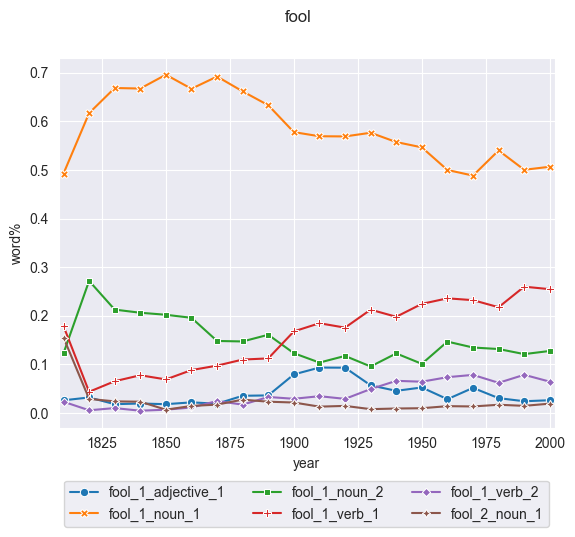 fool
0.7
0.6
0.5
0.4
0.3
0.2
0.1
0.0
word%
1825 1850 1875 1900 1925 1950 1975 2000
year
fool_1_adjective_1 fool_1_noun_2 fool_1_verb_2
fool_1_noun_1 fool_1_verb_1 fool_2_noun_1